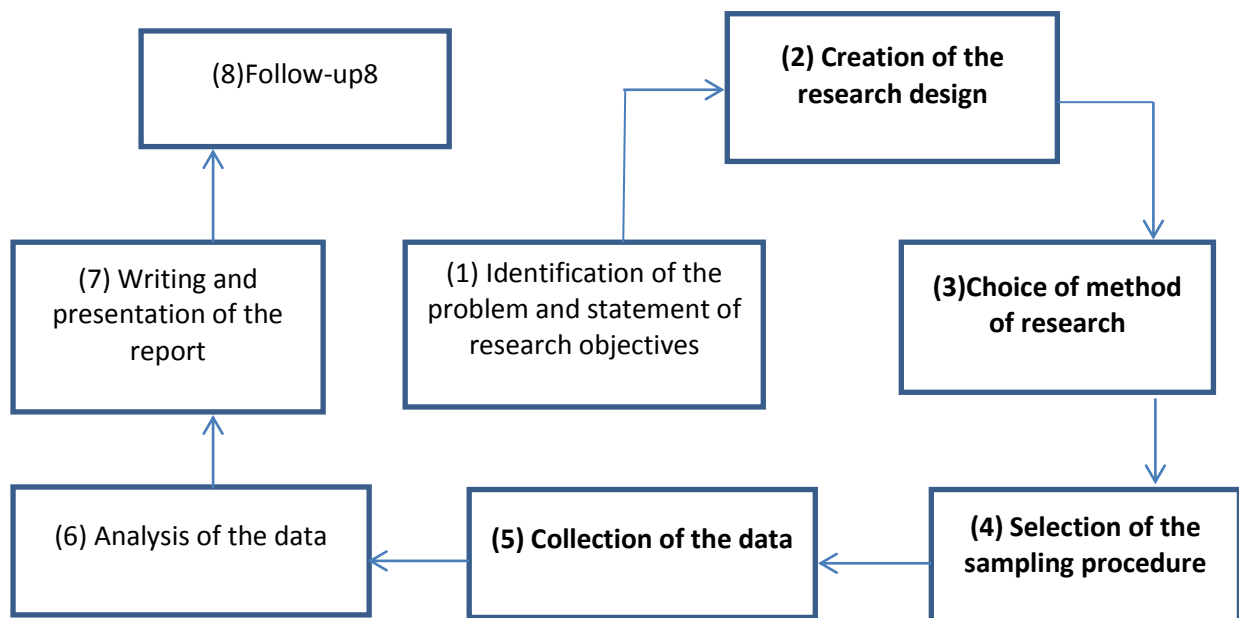 (8)Follow-up8
(2) Creation of the
research design
(7) Writing and
presentation of the
report
(1) Identification of the
problem and statement of
research objectives
(3)Choice of method
of research
(6) Analysis of the data
(5) Collection of the data
(4) Selection of the
sampling procedure